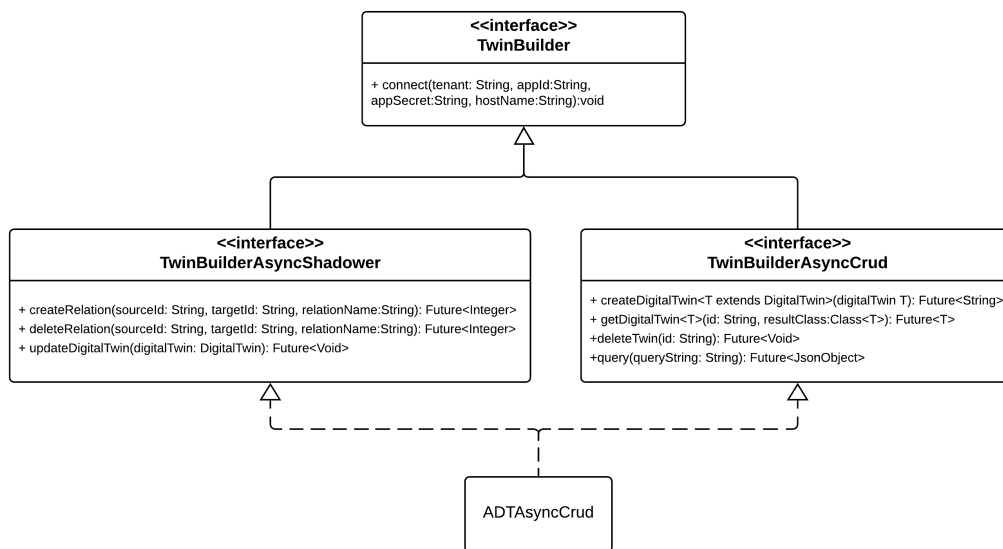 <<interface>>
TwinBuilder
+ connect(tenant: String, appId:String,
appSecret:String, hostName:String):void
<<interface>>
TwinBuilderAsyncShadower
+ createRelation(sourceId: String, targetId: String, relationName:String): Future<Integer>
+ deleteRelation(sourceId: String, targetId: String, relationName:String): Future<Integer>
+ updateDigitalTwin(digitalTwin: DigitalTwin): Future<Void>
<<interface>>
TwinBuilderAsyncCrud
+ createDigitalTwin<T extends DigitalTwin>(digitalTwin T): Future<String>
+ getDigitalTwin<T>(id: String, resultClass:Class<T>): Future<T>
+deleteTwin(id: String): Future<Void>
+query(queryString: String): Future<JsonObject>
ADTAsyncCrud